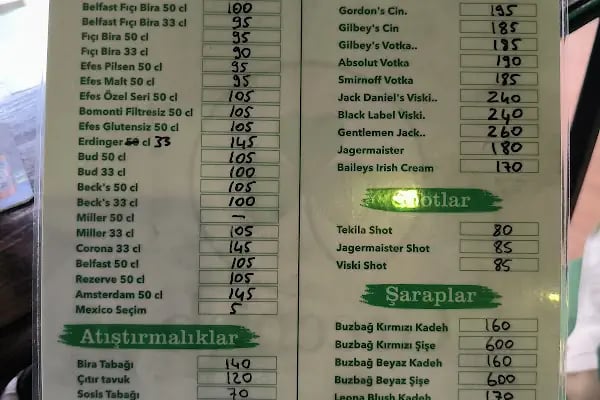 Belfast Fıçı Bira 50 cl 100
Belfast Fıçı Bira 33 cl 95
Fıçı Bira 50 cl 95
Fıçı Bira 33 cl 90
Efes Pilsen 50 cl 95
Efes Malt 50 cl 95
Efes Özel Seri 50 cl 105
Bomonti Filtresiz 50 cl 105
Efes Glutensiz 50 cl 105
Erdinger 50 cl 33 145
Bud 50 cl 105
Bud 33 cl 100
Beck's 50 cl 105
Beck's 33 cl 100
Miller 50 cl —
Miller 33 cl 105
Corona 33 cl 145
Belfast 50 cl 105
Rezerve 50 cl 105
Amsterdam 50 cl 145
Mexico Seçim 5
Atıştırmalıklar
Bira Tabağı 140
Çıtır tavuk 120
Sosis Tabağı 70
Gordon's Cin. 195
Gilbey's Cin 185
Gilbey's Votka.. 185
Absolut Votka 190
Smirnoff Votka 185
Jack Daniel's Viski.. 240
Black Label Viski. 240
Gentlemen Jack.. 260
Jagermaister 180
Baileys Irish Cream 170
Shotlar
Tekila Shot 80
Jagermaister Shot 85
Viski Shot 85
Şaraplar
Buzbağ Kırmızı Kadeh 160
Buzbağ Kırmızı Şişe 600
Buzbağ Beyaz Kadeh 160
Buzbağ Beyaz Şişe 600
Leona Blush Kadeh 170